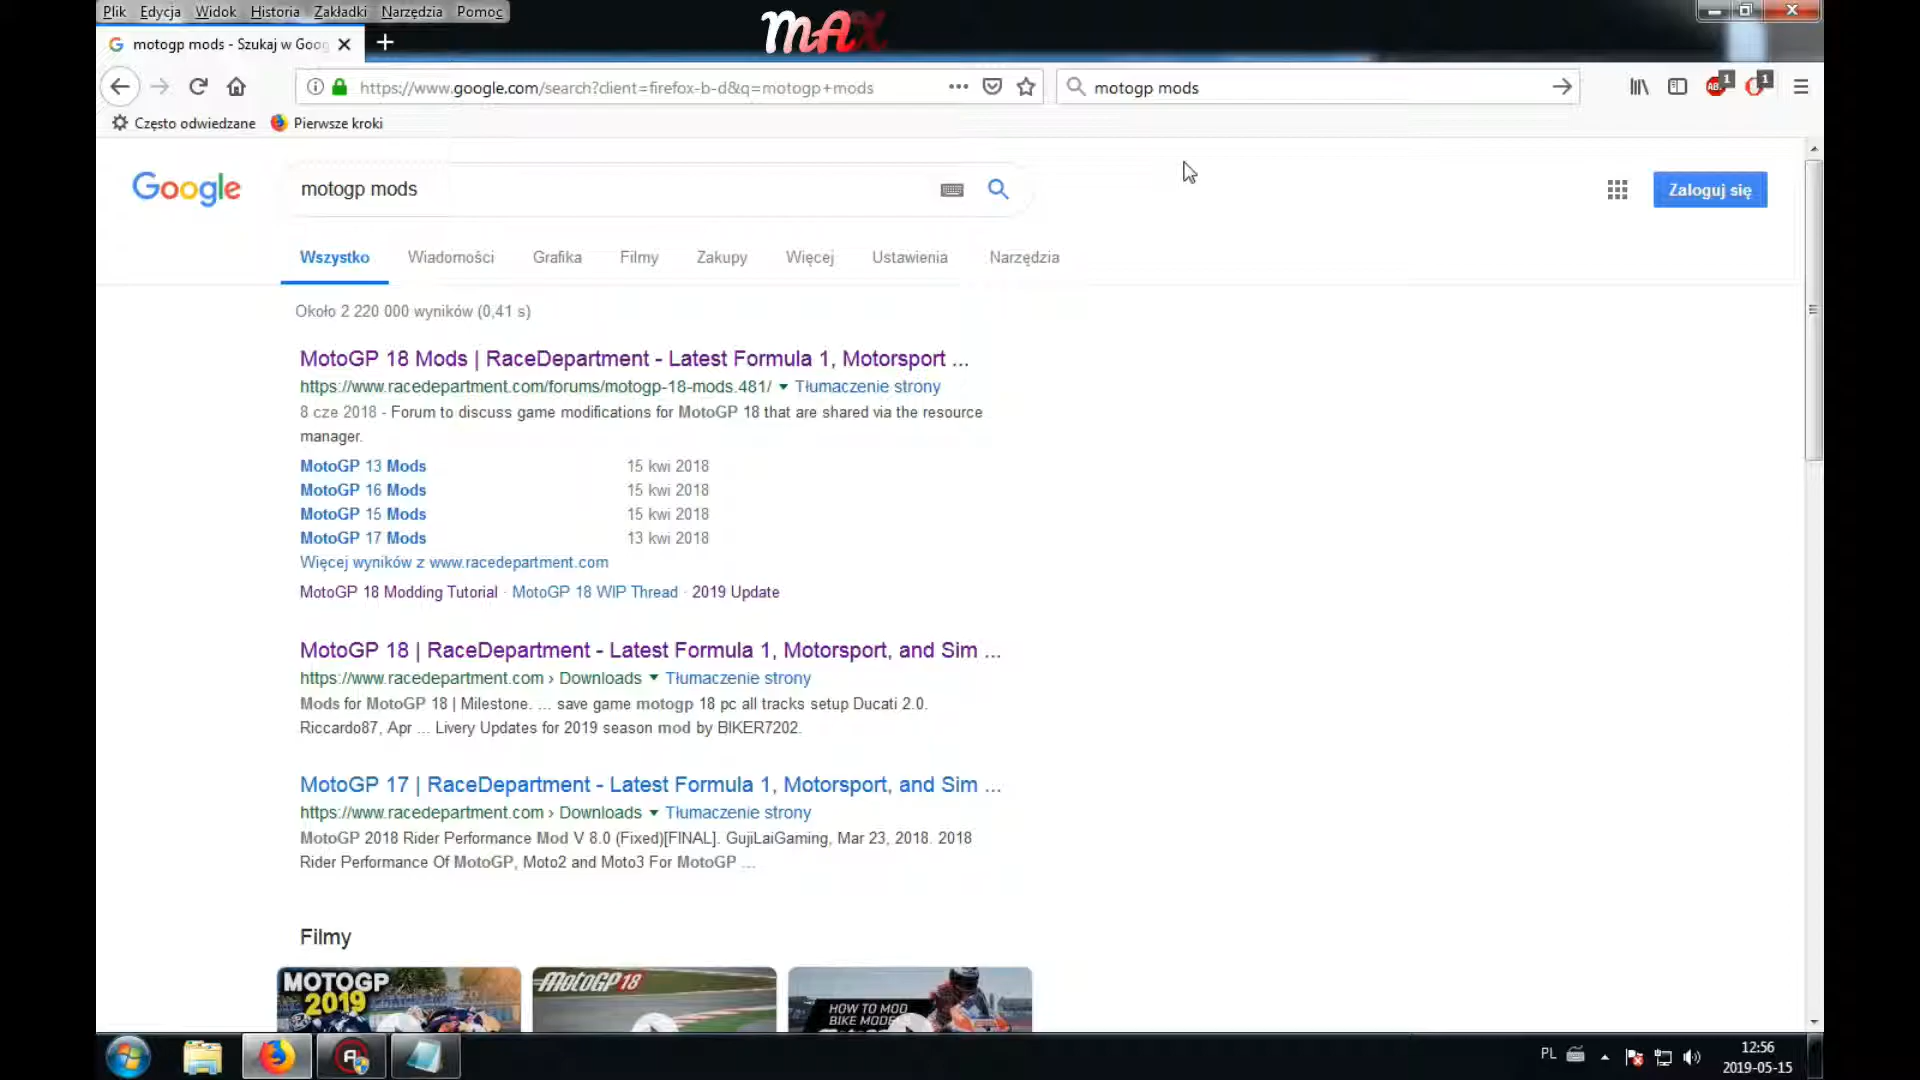 Plik Edycja Widok Historia Zakładki Narzędzia Pomoc
MAX
motogp mods - Szukaj w Goog
https://www.google.com/search?client=firefox-b-d&q=motogp+mods
motogp mods
1
1
Często odwiedzane Pierwsze kroki
Google
motogp mods
Zaloguj się
Wszystko Wiadomości Grafika Filmy Zakupy Więcej Ustawienia Narzędzia
Około 2 220 000 wyników (0,41 s)
MotoGP 18 Mods | RaceDepartment - Latest Formula 1, Motorsport ...
https://www.racedepartment.com/forums/motogp-18-mods.481/ ▾ Tłumaczenie strony
8 cze 2018 - Forum to discuss game modifications for MotoGP 18 that are shared via the resource
manager.
MotoGP 13 Mods 15 kwi 2018
MotoGP 16 Mods 15 kwi 2018
MotoGP 15 Mods 15 kwi 2018
MotoGP 17 Mods 13 kwi 2018
Więcej wyników z www.racedepartment.com
MotoGP 18 Modding Tutorial · MotoGP 18 WIP Thread · 2019 Update
MotoGP 18 | RaceDepartment - Latest Formula 1, Motorsport, and Sim ...
https://www.racedepartment.com › Downloads ▾ Tłumaczenie strony
Mods for MotoGP 18 | Milestone. ... save game motogp 18 pc all tracks setup Ducati 2.0.
Riccardo87, Apr ... Livery Updates for 2019 season mod by BIKER7202.
MotoGP 17 | RaceDepartment - Latest Formula 1, Motorsport, and Sim ...
https://www.racedepartment.com › Downloads ▾ Tłumaczenie strony
MotoGP 2018 Rider Performance Mod V 8.0 (Fixed)[FINAL]. GujiLaiGaming, Mar 23, 2018. 2018
Rider Performance Of MotoGP, Moto2 and Moto3 For MotoGP ...
Filmy
MOTOGP
2019
MotoGP18
HOW TO MOD
BIKE MODE
PL
12:56
2019-05-15